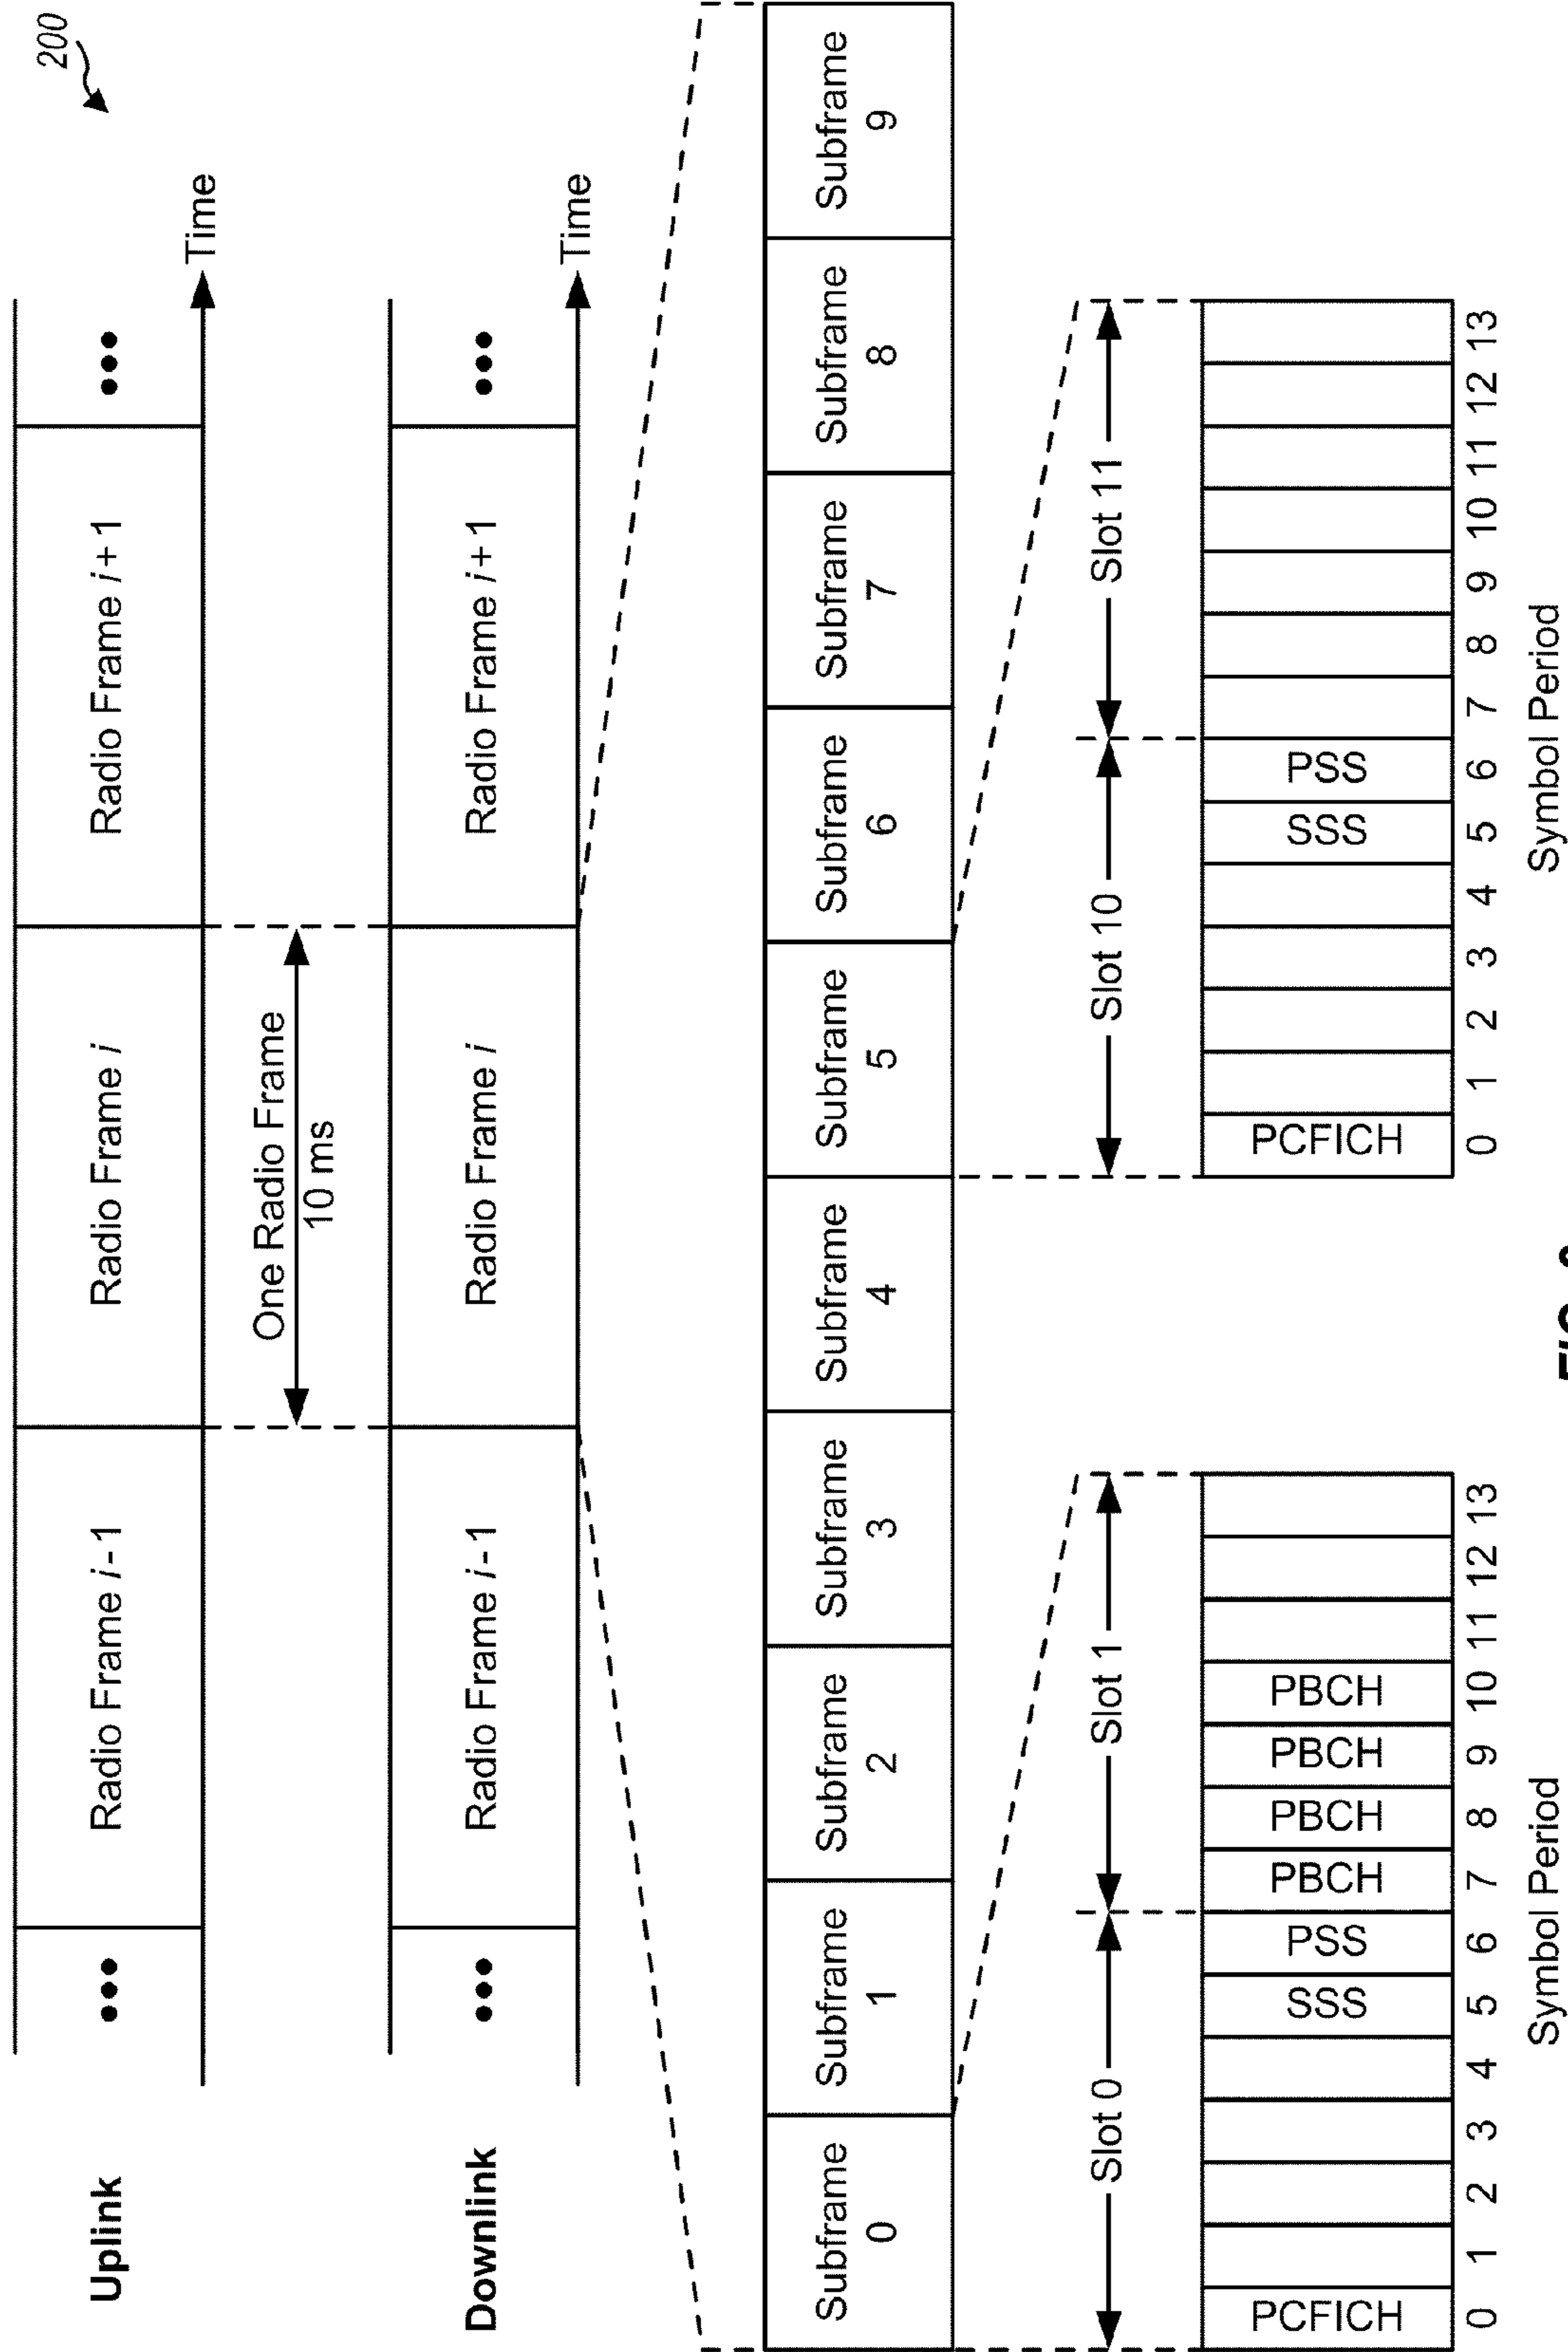 200
Uplink
•••
Radio Frame i-1
Radio Frame i
Radio Frame i+1
•••
Time
One Radio Frame
10 ms
Downlink
•••
Radio Frame i-1
Radio Frame i
Radio Frame i+1
•••
Time
Subframe 0
Subframe 1
Subframe 2
Subframe 3
Subframe 4
Subframe 5
Subframe 6
Subframe 7
Subframe 8
Subframe 9
Slot 0
Slot 1
PCFICH
SSS
PSS
PBCH
PBCH
PBCH
PBCH
0 1 2 3 4 5 6 7 8 9 10 11 12 13
Symbol Period
Slot 10
Slot 11
PCFICH
SSS
PSS
0 1 2 3 4 5 6 7 8 9 10 11 12 13
Symbol Period